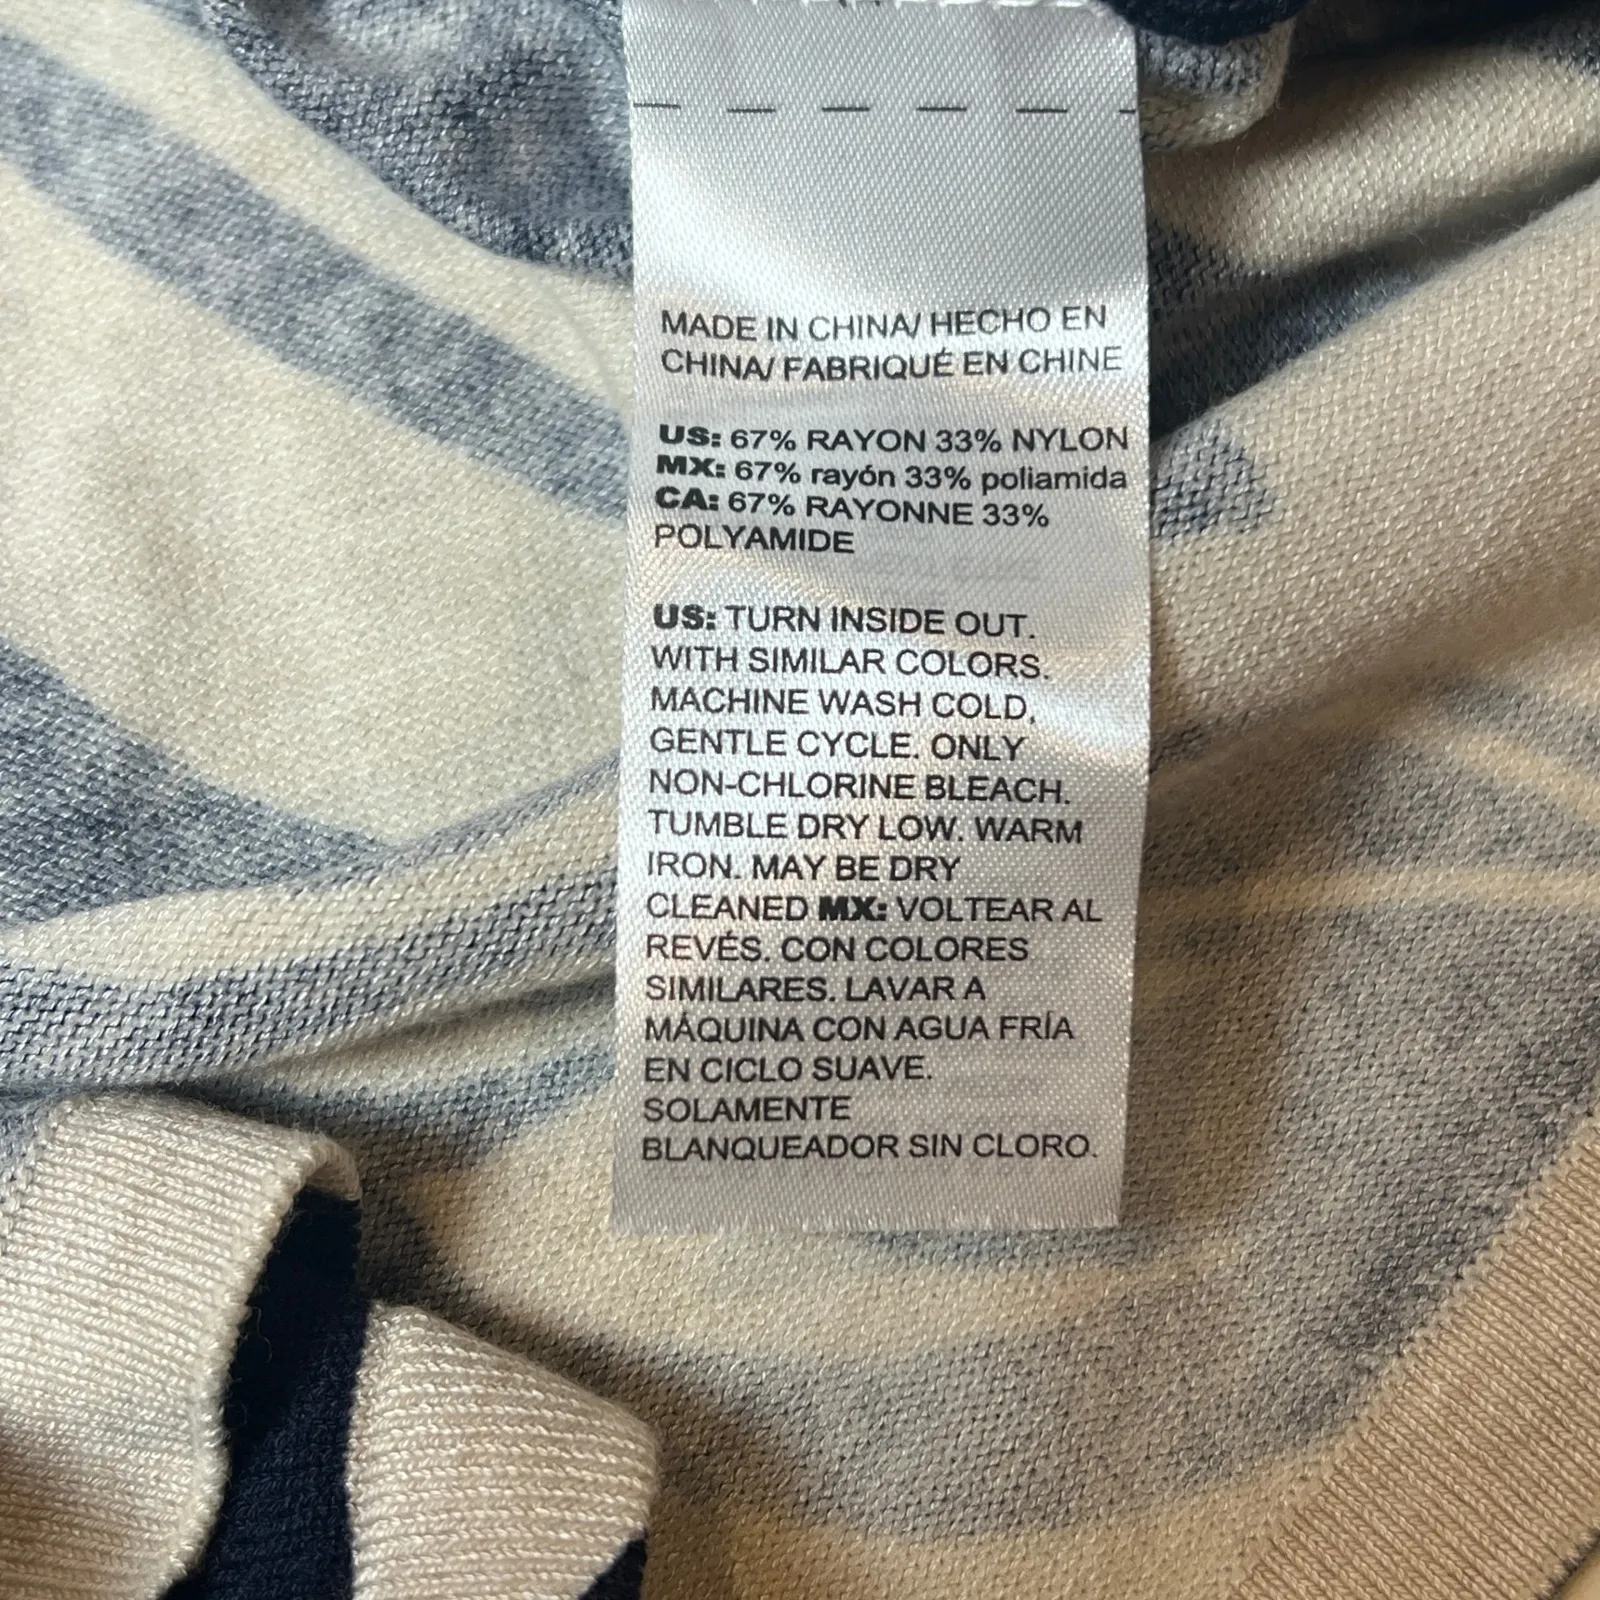 MADE IN CHINA/ HECHO EN
CHINA/ FABRIQUÉ EN CHINE
US: 67% RAYON 33% NYLON
MX: 67% rayón 33% poliamida
CA: 67% RAYONNE 33%
POLYAMIDE
US: TURN INSIDE OUT.
WITH SIMILAR COLORS.
MACHINE WASH COLD,
GENTLE CYCLE. ONLY
NON-CHLORINE BLEACH.
TUMBLE DRY LOW. WARM
IRON. MAY BE DRY
CLEANED MX: VOLTEAR AL
REVÉS. CON COLORES
SIMILARES. LAVAR A
MÁQUINA CON AGUA FRÍA
EN CICLO SUAVE.
SOLAMENTE
BLANQUEADOR SIN CLORO.